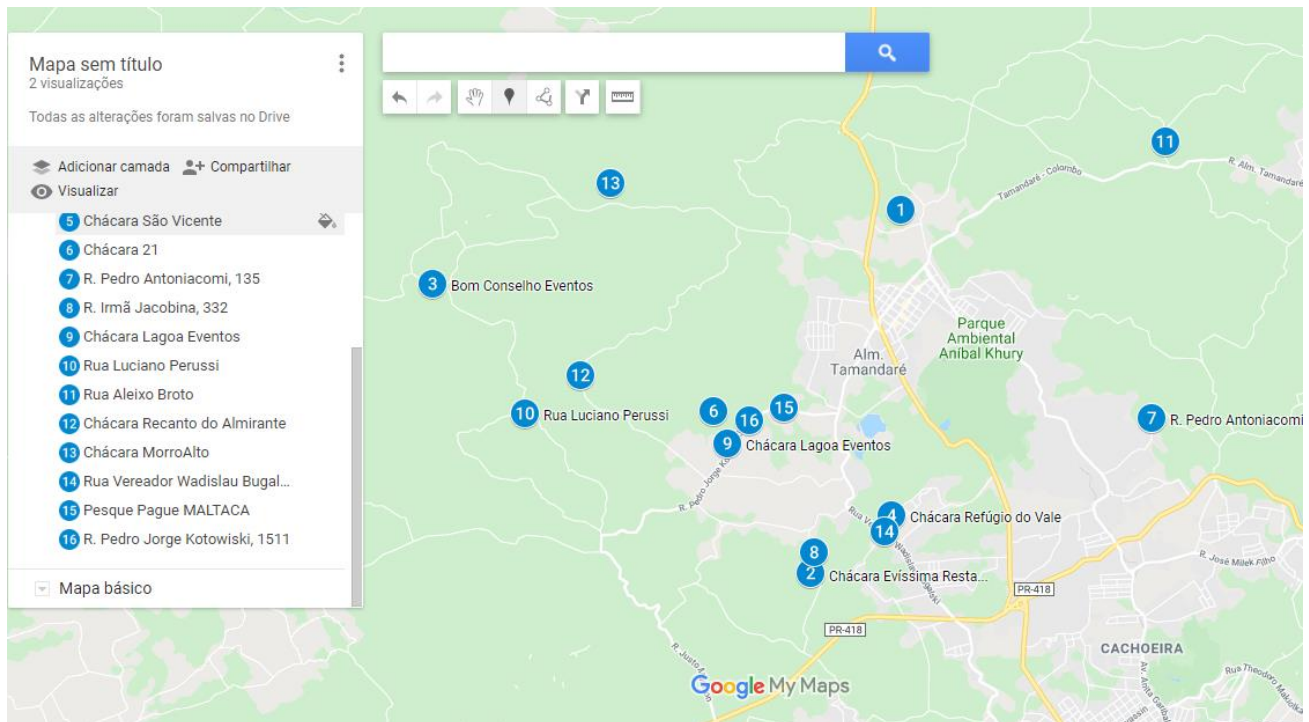 Mapa sem título
2 visualizações
Todas as alterações foram salvas no Drive
Adicionar camada Compartilhar
Visualizar
5 Chácara São Vicente
6 Chácara 21
7 R. Pedro Antoniacomi, 135
8 R. Irmã Jacobina, 332
9 Chácara Lagoa Eventos
10 Rua Luciano Perussi
11 Rua Aleixo Broto
12 Chácara Recanto do Almirante
13 Chácara MorroAlto
14 Rua Vereador Wadislau Bugal...
15 Pesque Pague MALTACA
16 R. Pedro Jorge Kotowiski, 1511
Mapa básico
11
R. Alm. Tamandaré
Tamandaré - Colombo
13
1
3 Bom Conselho Eventos
Parque
Ambiental
Aníbal Khury
Alm.
Tamandaré
12
10 Rua Luciano Perussi
6
16
15
7 R. Pedro Antoniacomi
9 Chácara Lagoa Eventos
R. Pedro Jorge Ko
4 Chácara Refúgio do Vale
14
8
2 Chácara Evíssima Resta...
R. José Milek Filho
PR-418
PR-418
CACHOEIRA
Google My Maps